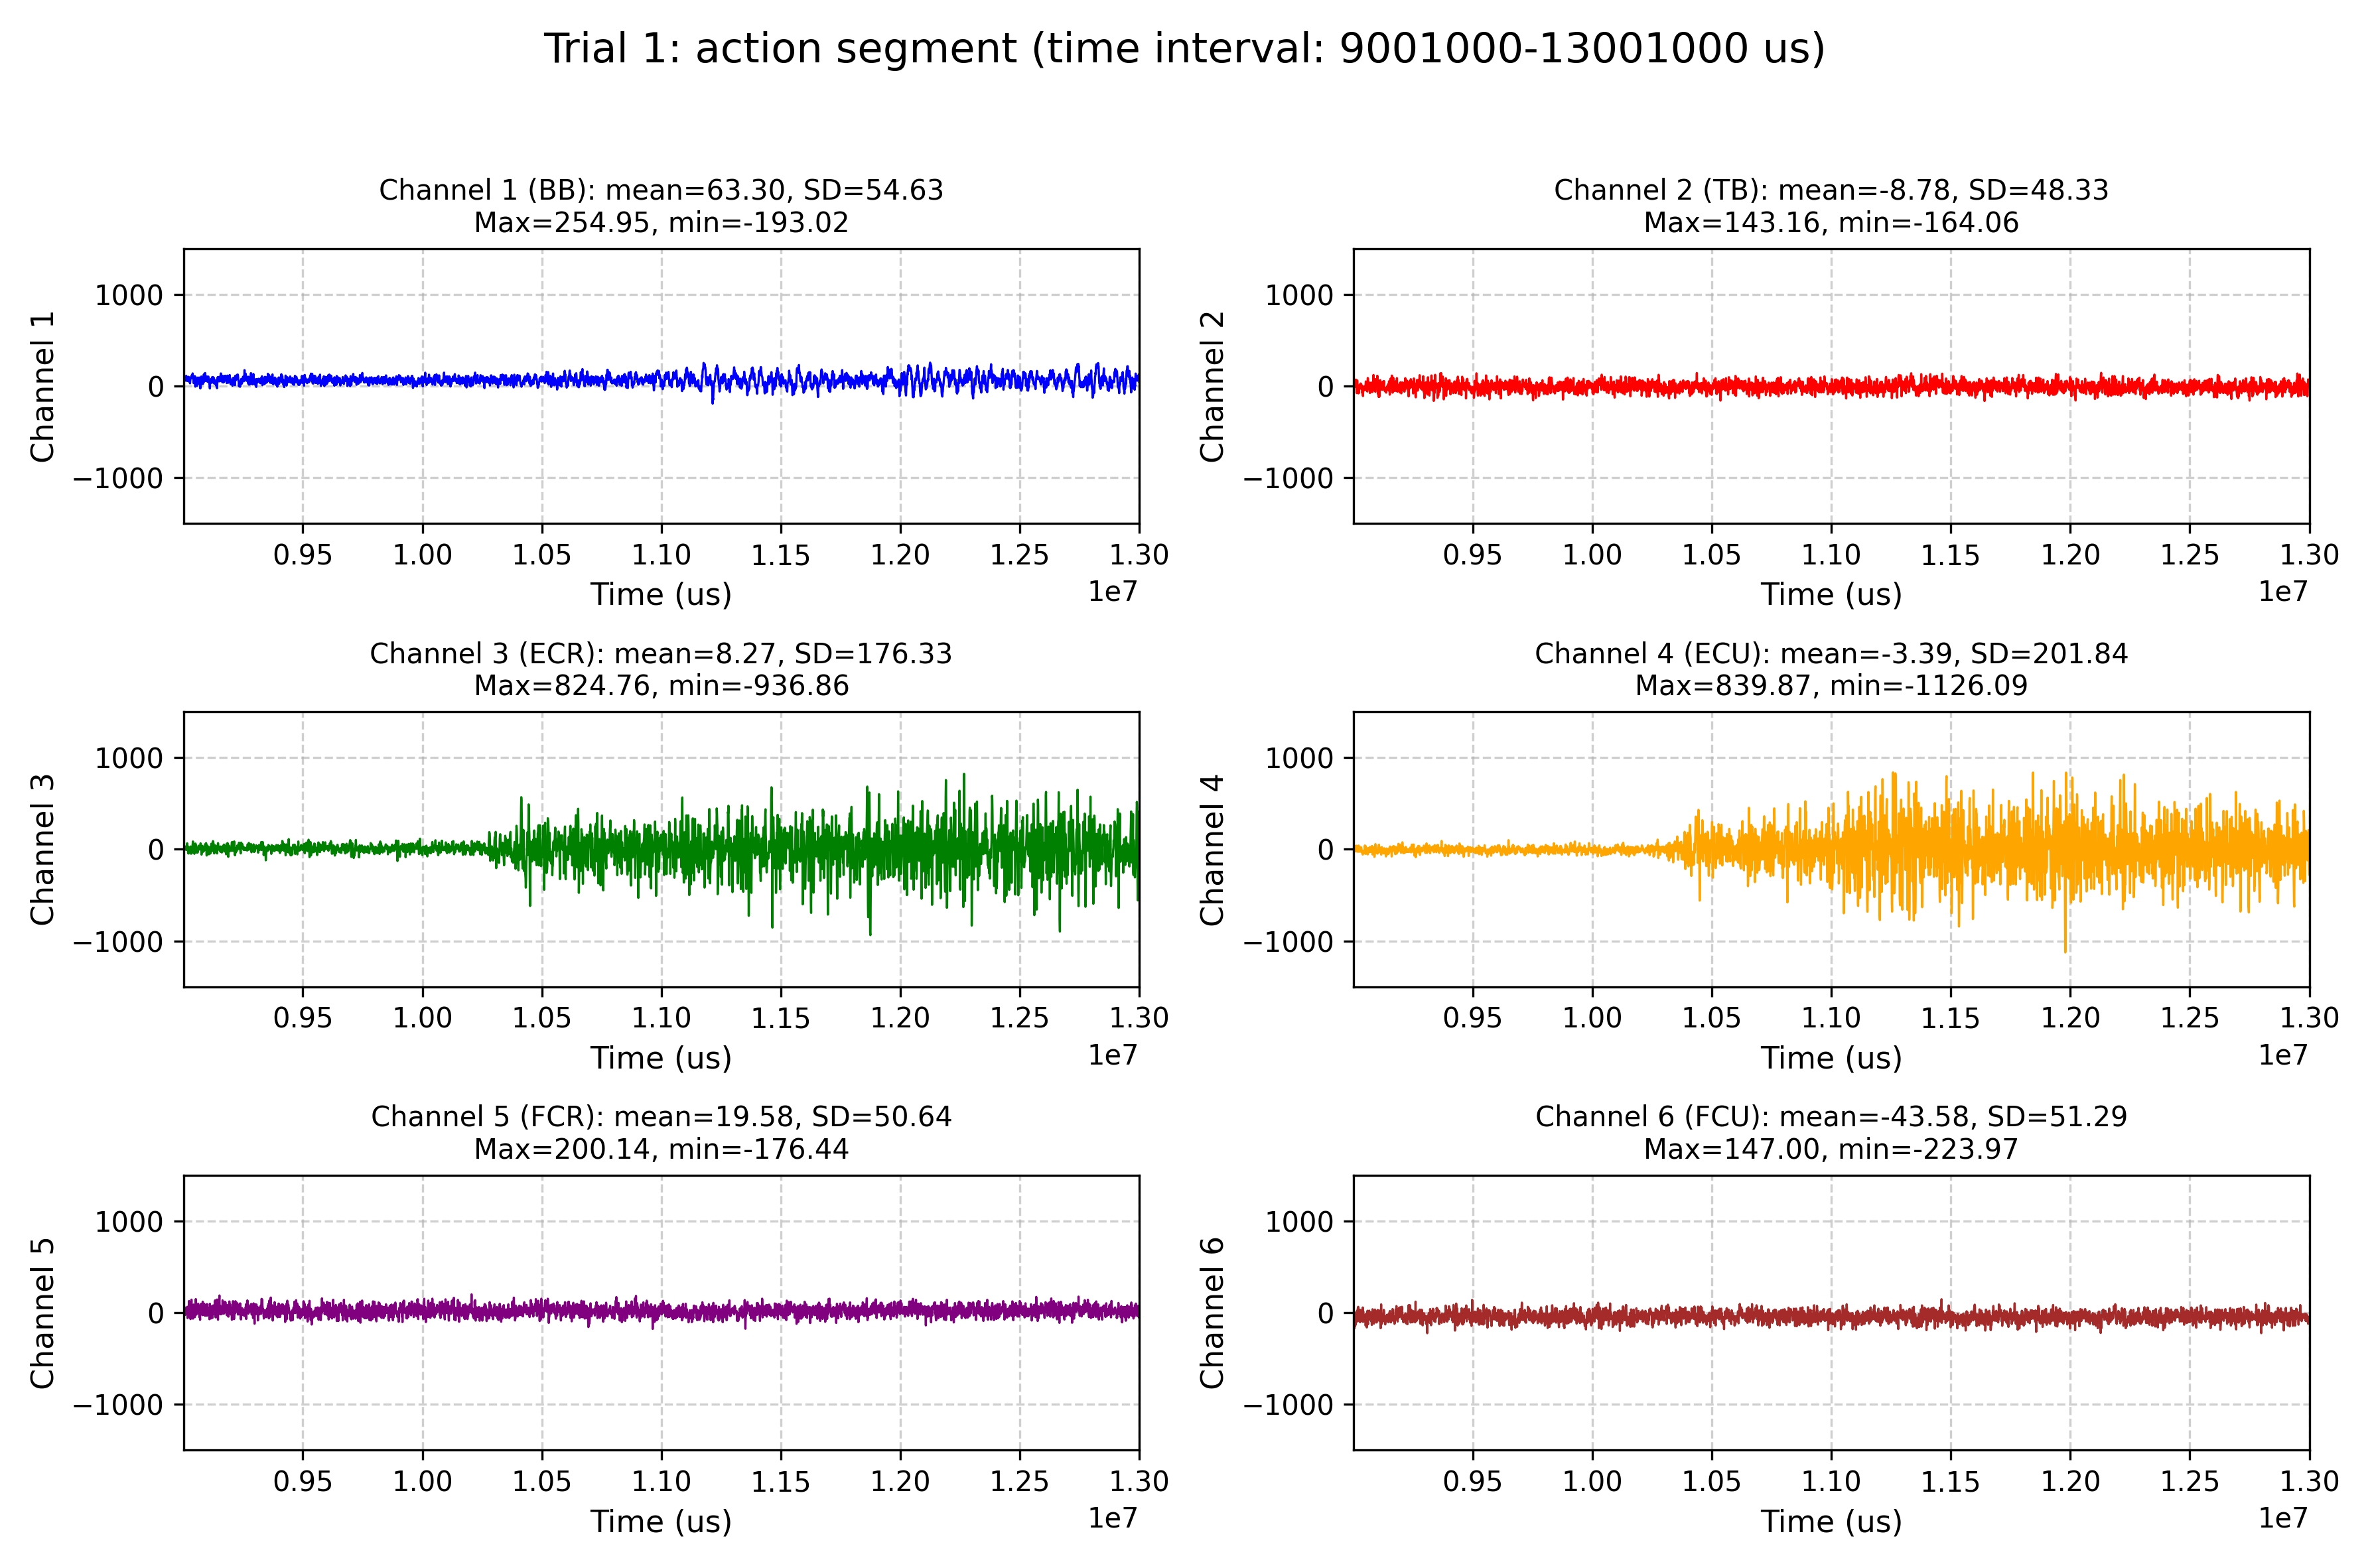 Trial 1: action segment (time interval: 9001000-13001000 us)
Channel 1 (BB): mean=63.30, SD=54.63
Max=254.95, min=-193.02
Channel 1
1000
0
−1000
0.95 1.00 1.05 1.10 1.15 1.20 1.25 1.30
Time (us)
1e7
Channel 2 (TB): mean=-8.78, SD=48.33
Max=143.16, min=-164.06
Channel 2
1000
0
−1000
0.95 1.00 1.05 1.10 1.15 1.20 1.25 1.30
Time (us)
1e7
Channel 3 (ECR): mean=8.27, SD=176.33
Max=824.76, min=-936.86
Channel 3
1000
0
−1000
0.95 1.00 1.05 1.10 1.15 1.20 1.25 1.30
Time (us)
1e7
Channel 4 (ECU): mean=-3.39, SD=201.84
Max=839.87, min=-1126.09
Channel 4
1000
0
−1000
0.95 1.00 1.05 1.10 1.15 1.20 1.25 1.30
Time (us)
1e7
Channel 5 (FCR): mean=19.58, SD=50.64
Max=200.14, min=-176.44
Channel 5
1000
0
−1000
0.95 1.00 1.05 1.10 1.15 1.20 1.25 1.30
Time (us)
1e7
Channel 6 (FCU): mean=-43.58, SD=51.29
Max=147.00, min=-223.97
Channel 6
1000
0
−1000
0.95 1.00 1.05 1.10 1.15 1.20 1.25 1.30
Time (us)
1e7